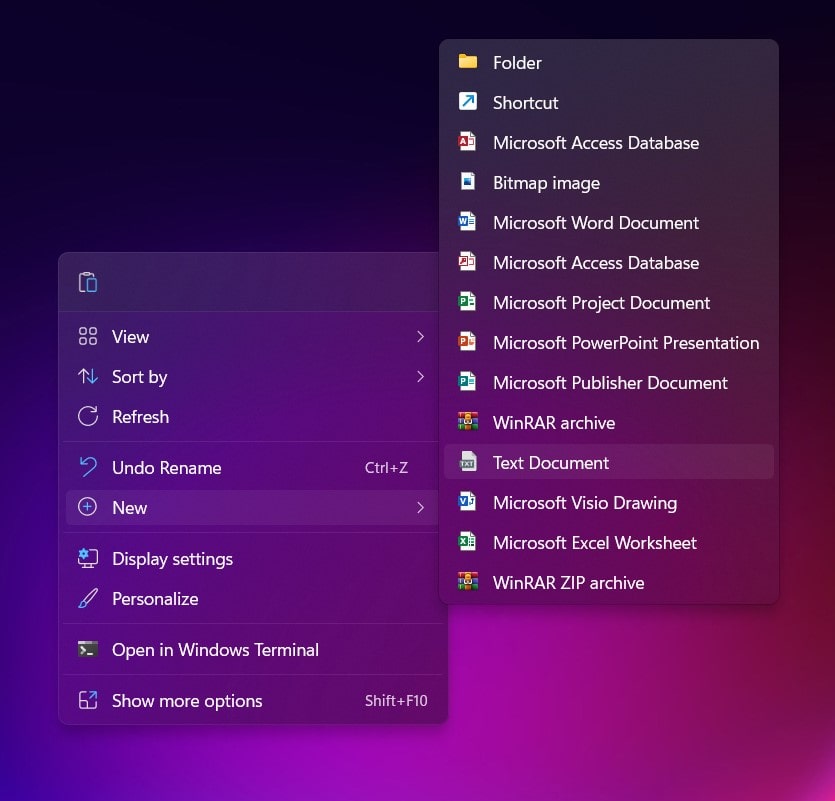 View
Sort by
Refresh
Undo Rename Ctrl+Z
New
Display settings
Personalize
Open in Windows Terminal
Show more options Shift+F10
Folder
Shortcut
Microsoft Access Database
Bitmap image
Microsoft Word Document
Microsoft Access Database
Microsoft Project Document
Microsoft PowerPoint Presentation
Microsoft Publisher Document
WinRAR archive
Text Document
Microsoft Visio Drawing
Microsoft Excel Worksheet
WinRAR ZIP archive